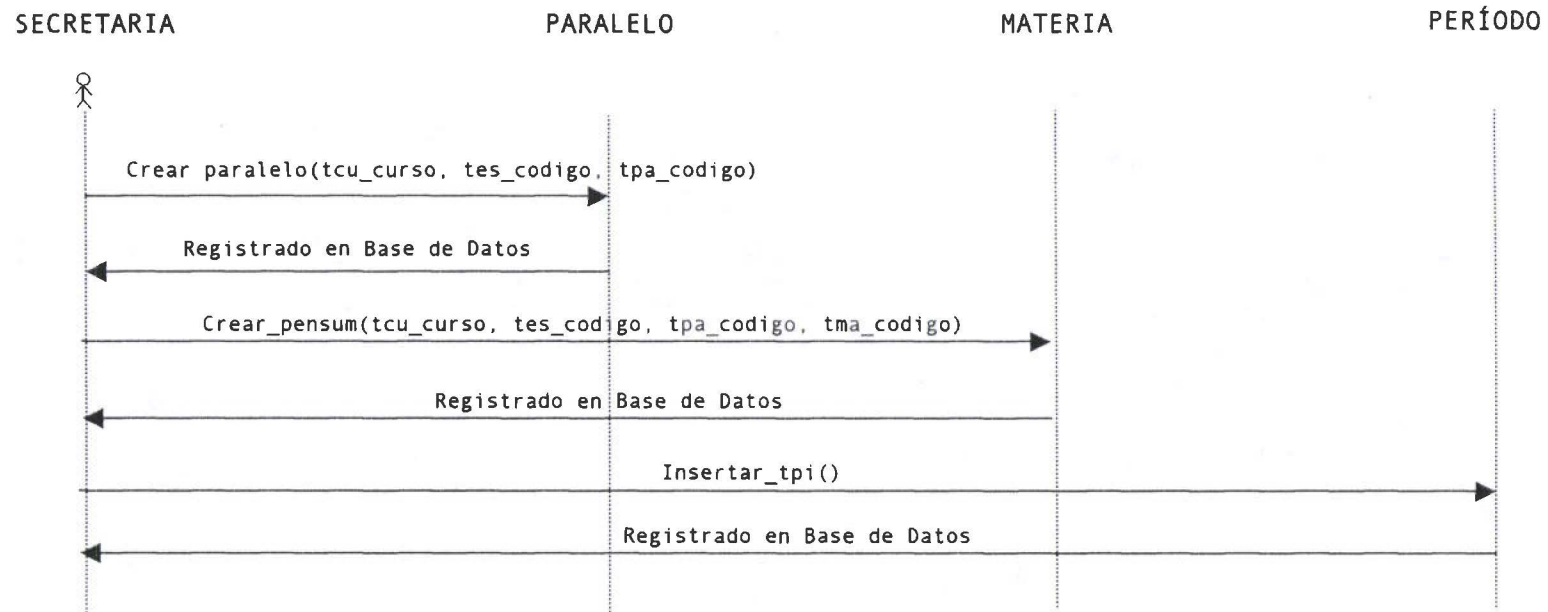 SECRETARIA PARALELO MATERIA PERÍODO
Crear paralelo(tcu_curso, tes_codigo, tpa_codigo)
Registrado en Base de Datos
Crear_pensum(tcu_curso, tes_codigo, tpa_codigo, tma_codigo)
Registrado en Base de Datos
Insertar_tpi()
Registrado en Base de Datos